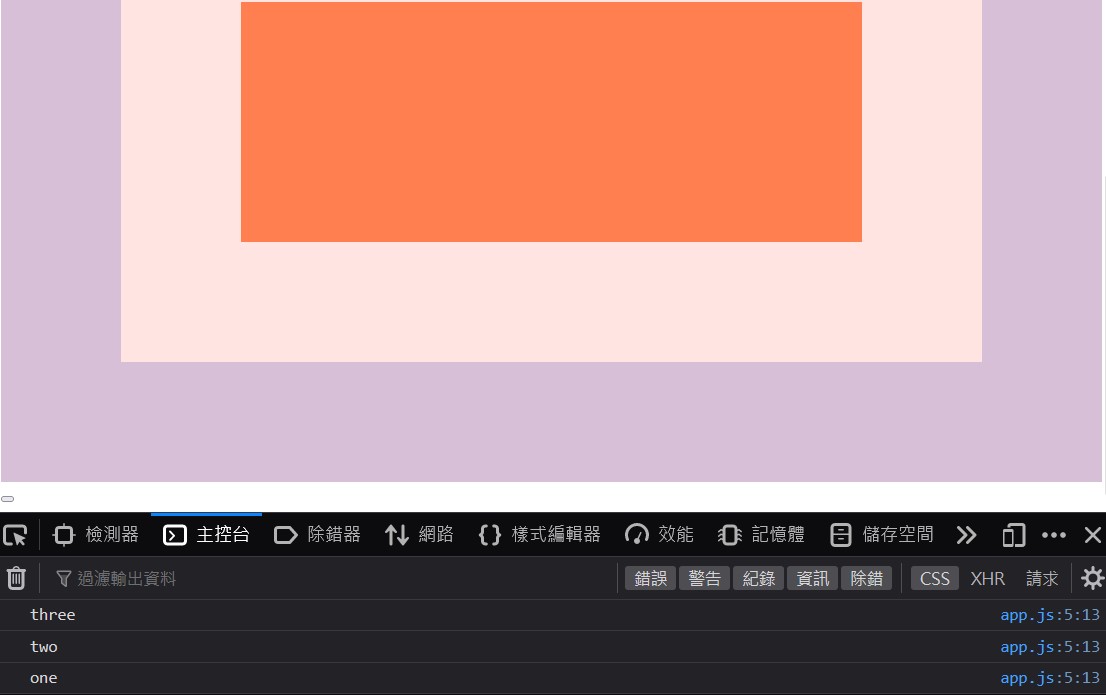 檢測器 主控台 除錯器 網路 樣式編輯器 效能 記憶體 儲存空間
過濾輸出資料 錯誤 警告 紀錄 資訊 除錯 CSS XHR 請求
three app.js:5:13
two app.js:5:13
one app.js:5:13